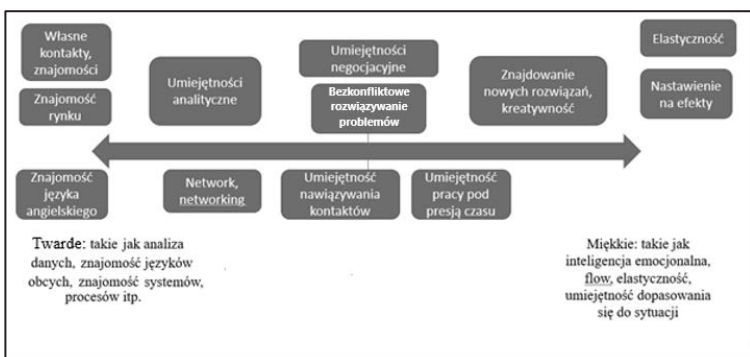 Własne
kontakty,
znajomości
Znajomość
rynku
Umiejętności
analityczne
Umiejętności
negocjacyjne
Bezkonfliktowe
rozwiązywanie
problemów
Znajdowanie
nowych rozwiązań,
kreatywność
Elastyczność
Nastawienie
na efekty
Znajomość
języka
angielskiego
Network,
networking
Umiejętność
nawiązywania
kontaktów
Umiejętność
pracy pod
presją czasu
Twarde: takie jak analiza
danych, znajomość języków
obcych, znajomość systemów,
procesów itp.
Miękkie: takie jak
inteligencja emocjonalna,
flow, elastyczność,
umiejętność dopasowania
się do sytuacji